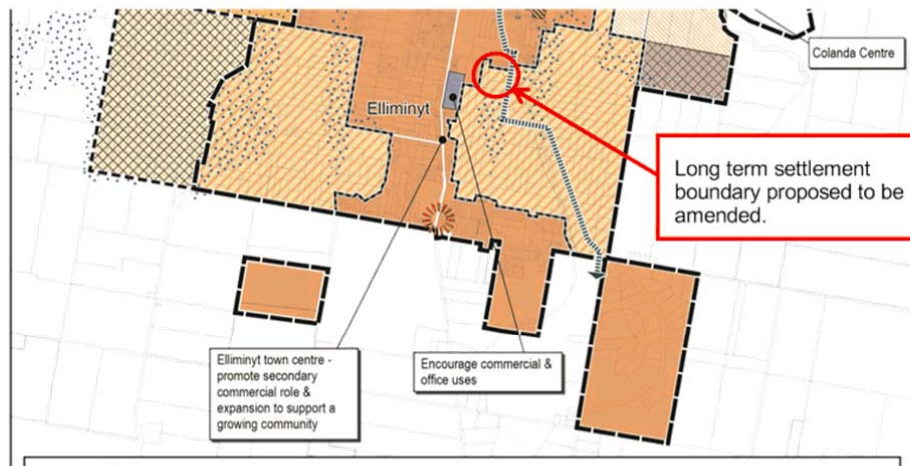 Colanda Centre
Elliminyt
Long term settlement
boundary proposed to be
amended.
Elliminyt town centre -
promote secondary
commercial role &
expansion to support a
growing community
Encourage commercial &
office uses